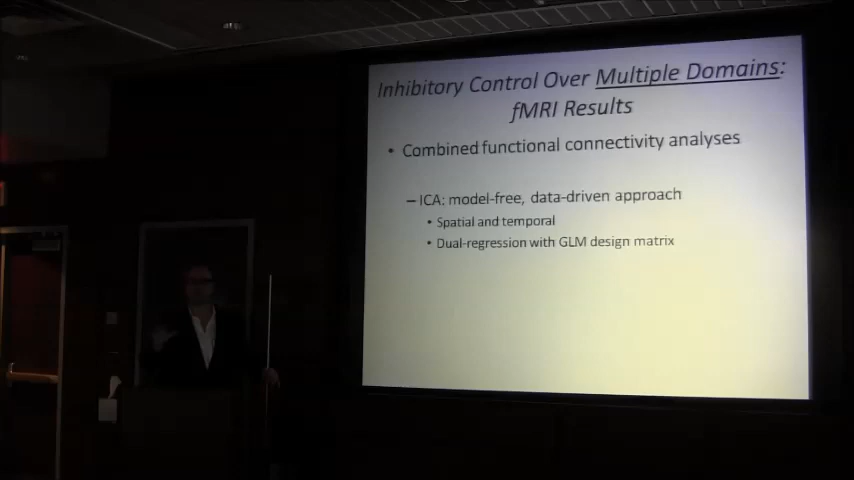 Inhibitory Control Over Multiple Domains:
fMRI Results
• Combined functional connectivity analyses
– ICA: model-free, data-driven approach
• Spatial and temporal
• Dual-regression with GLM design matrix